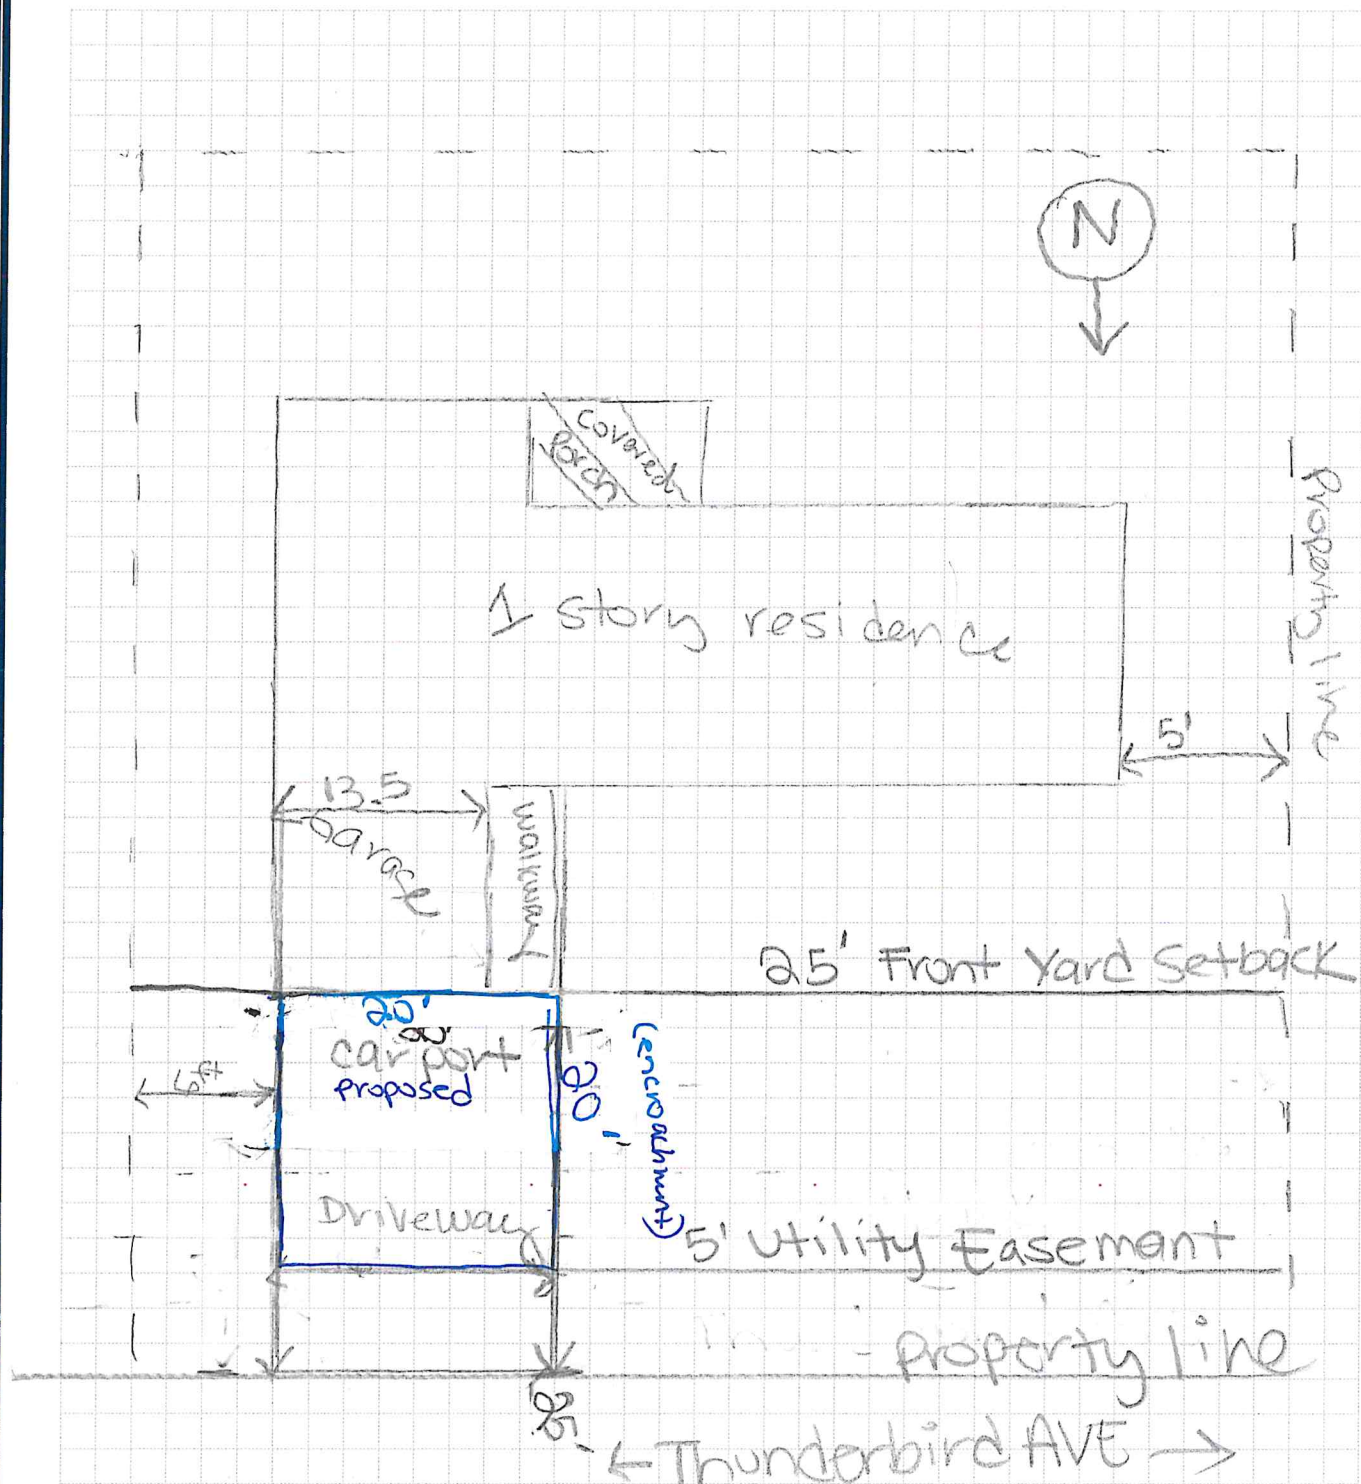 N
Covered
Porch
Property line
1 story residence
5'
13.5
Garage
walkway
25' Front Yard Setback
20'
carport
proposed
20'
(encroachment)
6ft
Driveway
5' Utility Easement
property line
25'
← Thunderbird AVE →